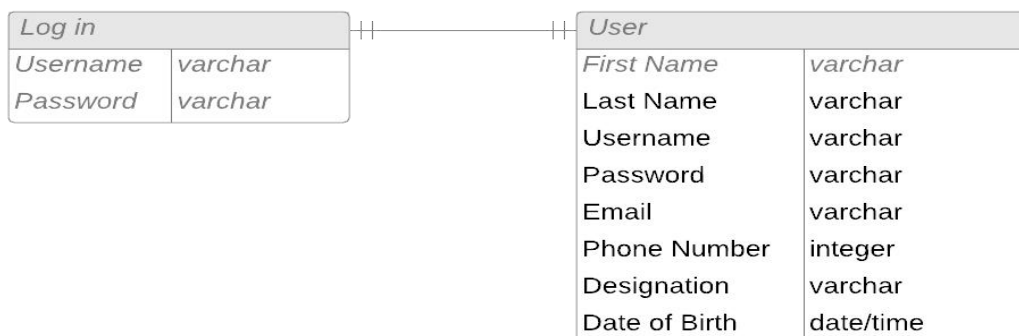 Log in
Username varchar
Password varchar
User
First Name varchar
Last Name varchar
Username varchar
Password varchar
Email varchar
Phone Number integer
Designation varchar
Date of Birth date/time